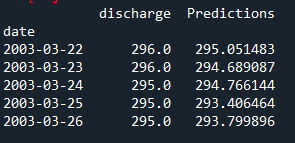 discharge Predictions
date
2003-03-22 296.0 295.051483
2003-03-23 296.0 294.689087
2003-03-24 295.0 294.766144
2003-03-25 295.0 293.406464
2003-03-26 295.0 293.799896